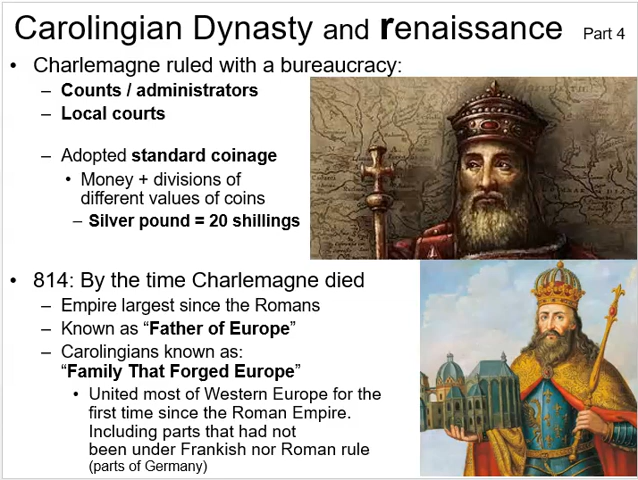 Carolingian Dynasty and renaissance Part 4
• Charlemagne ruled with a bureaucracy:
– Counts / administrators
– Local courts
– Adopted standard coinage
• Money + divisions of
different values of coins
– Silver pound = 20 shillings
• 814: By the time Charlemagne died
– Empire largest since the Romans
– Known as “Father of Europe”
– Carolingians known as:
“Family That Forged Europe”
• United most of Western Europe for the
first time since the Roman Empire.
Including parts that had not
been under Frankish nor Roman rule
(parts of Germany)